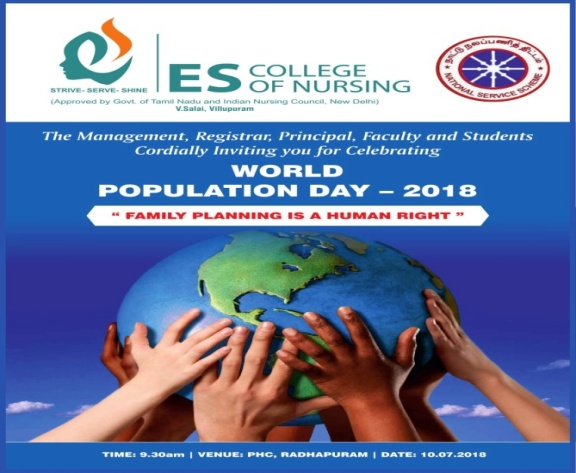 STRIVE- SERVE- SHINE
ES COLLEGE OF NURSING
(Approved by Govt. of Tamil Nadu and Indian Nursing Council, New Delhi)
V.Salai, Villupuram
நாட்டு நலப்பணித் திட்டம்
NATIONAL SERVICE SCHEME
The Management, Registrar, Principal, Faculty and Students
Cordially Inviting you for Celebrating
WORLD
POPULATION DAY – 2018
“ FAMILY PLANNING IS A HUMAN RIGHT ”
TIME: 9.30am | VENUE: PHC, RADHAPURAM | DATE: 10.07.2018